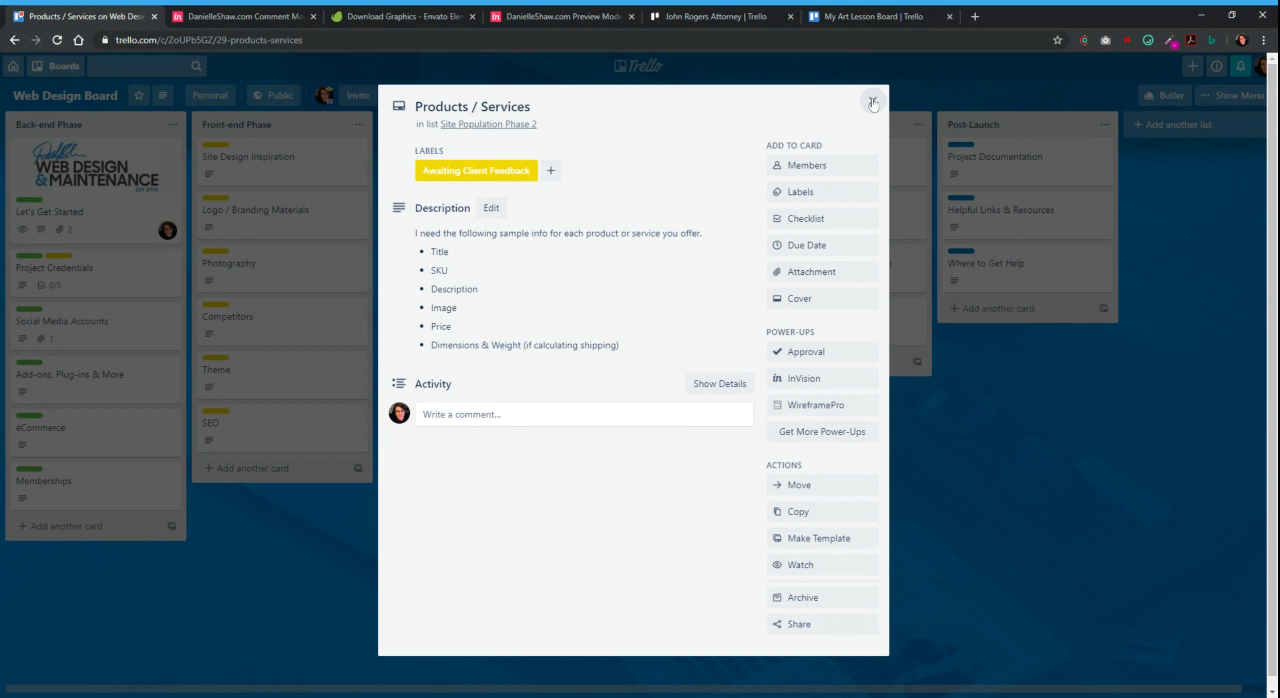 Products / Services on Web Desi
DanielleShaw.com Comment Mo
Download Graphics - Envato Ele
DanielleShaw.com Preview Mode
John Rogers Attorney | Trello
My Art Lesson Board | Trello
trello.com/c/ZoUPb5GZ/29-products-services
Boards
Trello
Web Design Board
Personal
Public
Invite
Butler
Show Menu
Back-end Phase
WEB DESIGN
& MAINTENANCE
Let's Get Started
2
Project Credentials
0/5
Social Media Accounts
1
Add-ons, Plug-ins & More
eCommerce
Memberships
+ Add another card
Front-end Phase
Site Design Inspiration
Logo / Branding Materials
Photography
Competitors
Theme
SEO
+ Add another card
Products / Services
in list Site Population Phase 2
LABELS
Awaiting Client Feedback
Description
Edit
I need the following sample info for each product or service you offer.
• Title
• SKU
• Description
• Image
• Price
• Dimensions & Weight (if calculating shipping)
Activity
Show Details
Write a comment...
ADD TO CARD
Members
Labels
Checklist
Due Date
Attachment
Cover
POWER-UPS
Approval
in InVision
WireframePro
Get More Power-Ups
ACTIONS
Move
Copy
Make Template
Watch
Archive
Share
Post-Launch
Project Documentation
Helpful Links & Resources
Where to Get Help
+ Add another card
+ Add another list